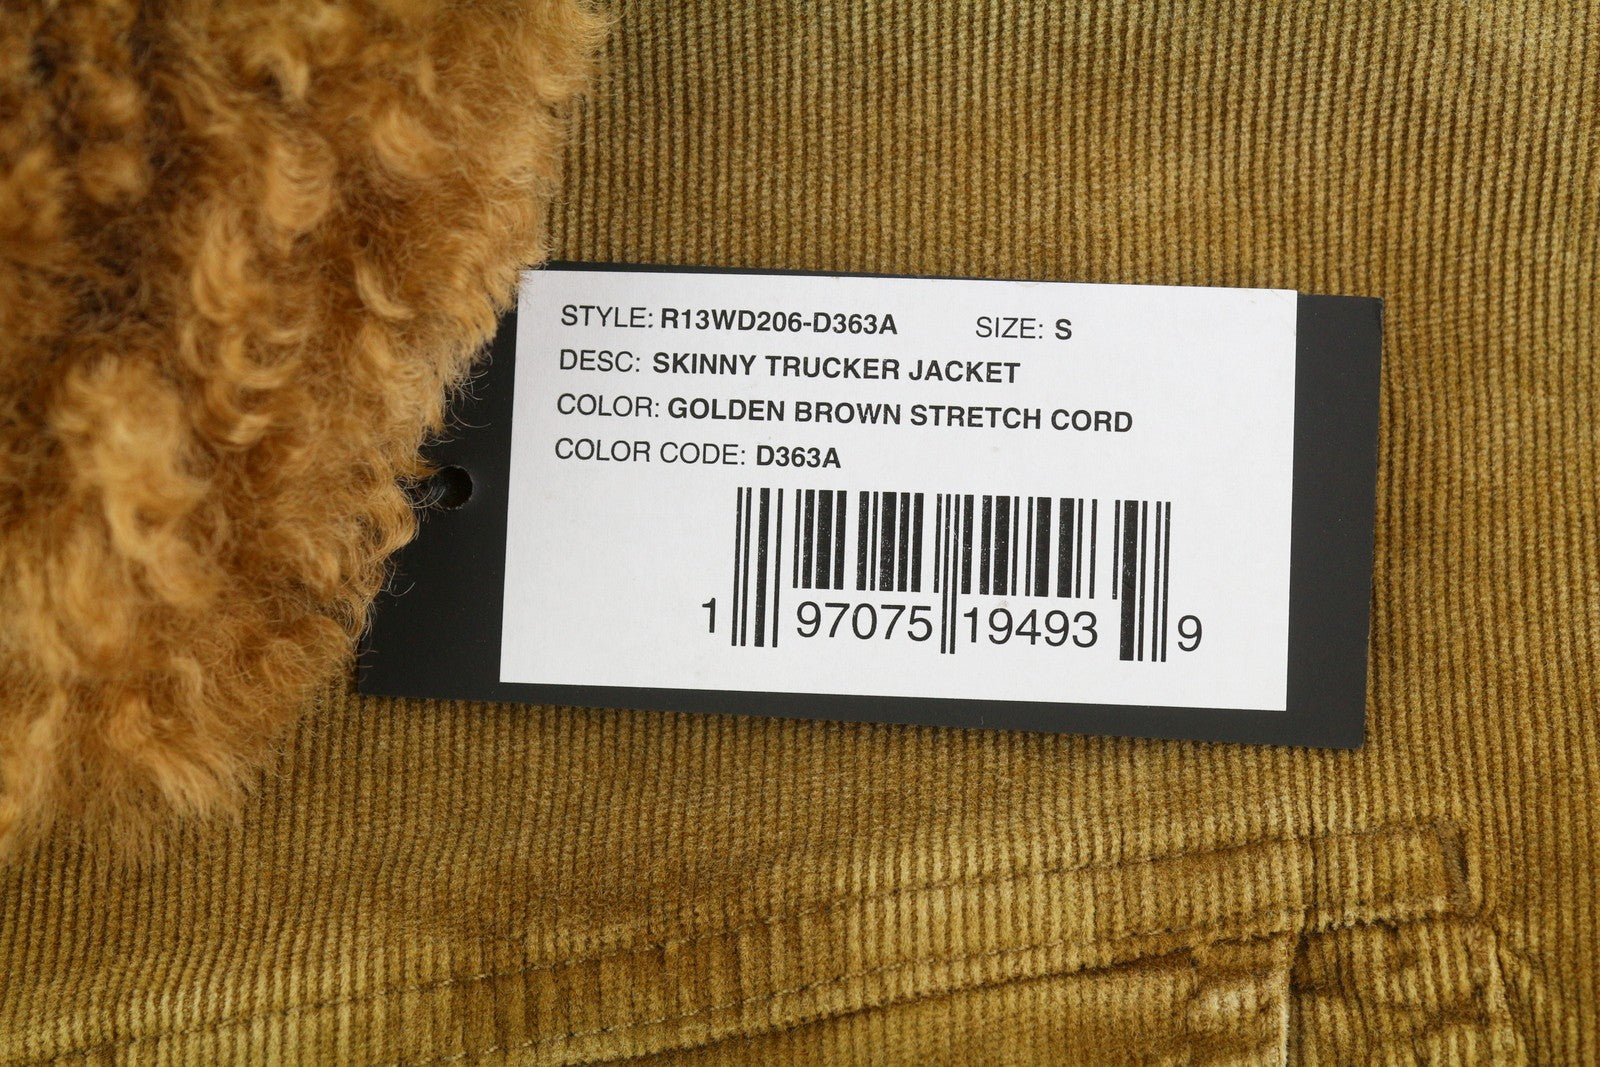 STYLE: R13WD206-D363A SIZE: S
DESC: SKINNY TRUCKER JACKET
COLOR: GOLDEN BROWN STRETCH CORD
COLOR CODE: D363A
1 97075 19493 9